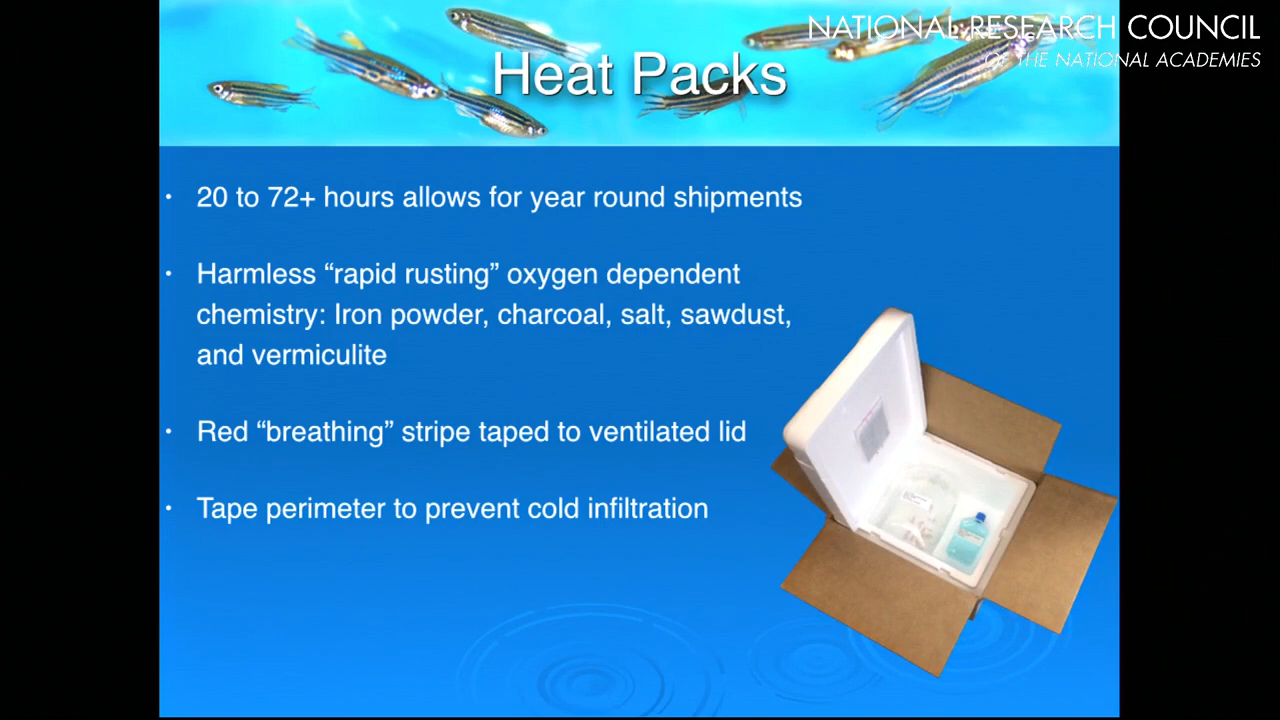 NATIONAL RESEARCH COUNCIL
OF THE NATIONAL ACADEMIES
Heat Packs
• 20 to 72+ hours allows for year round shipments
• Harmless “rapid rusting” oxygen dependent
chemistry: Iron powder, charcoal, salt, sawdust,
and vermiculite
• Red “breathing” stripe taped to ventilated lid
• Tape perimeter to prevent cold infiltration